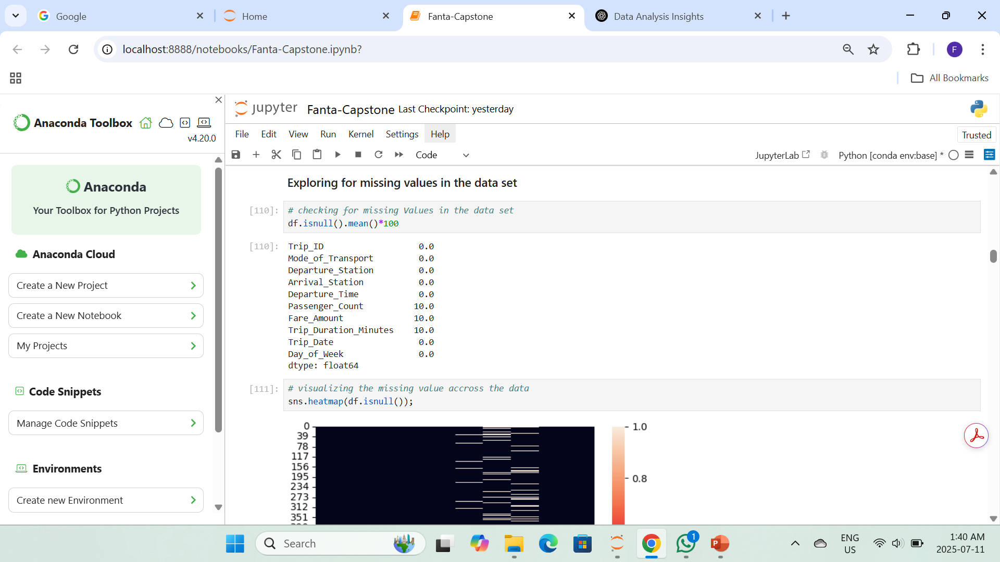 Google
Home
Fanta-Capstone
Data Analysis Insights
localhost:8888/notebooks/Fanta-Capstone.ipynb?
F
All Bookmarks
Anaconda Toolbox
v4.20.0
Anaconda
Your Toolbox for Python Projects
Anaconda Cloud
Create a New Project
Create a New Notebook
My Projects
Code Snippets
Manage Code Snippets
Environments
Create new Environment
jupyter Fanta-Capstone Last Checkpoint: yesterday
File Edit View Run Kernel Settings Help
Trusted
Code
JupyterLab
Python [conda env:base] *
Exploring for missing values in the data set
[110]: # checking for missing Values in the data set
df.isnull().mean()*100
[110]: Trip_ID 0.0
Mode_of_Transport 0.0
Departure_Station 0.0
Arrival_Station 0.0
Departure_Time 0.0
Passenger_Count 10.0
Fare_Amount 10.0
Trip_Duration_Minutes 10.0
Trip_Date 0.0
Day_of_Week 0.0
dtype: float64
[111]: # visualizing the missing value accross the data
sns.heatmap(df.isnull());
0
39
78
117
156
195
234
273
312
351
1.0
0.8
Search
1
P
ENG
US
1:40 AM
2025-07-11